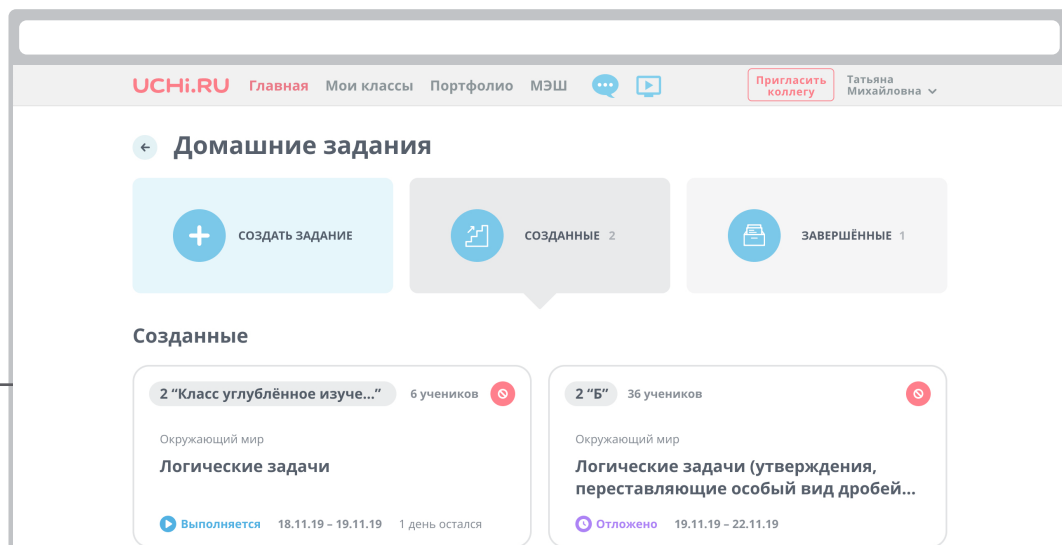 UCHi.RU Главная Мои классы Портфолио МЭШ Пригласить коллегу Татьяна Михайловна
Домашние задания
СОЗДАТЬ ЗАДАНИЕ СОЗДАННЫЕ 2 ЗАВЕРШЁННЫЕ 1
Созданные
2 “Класс углублённое изуче...” 6 учеников
Окружающий мир
Логические задачи
Выполняется 18.11.19 – 19.11.19 1 день остался
2 “Б” 36 учеников
Окружающий мир
Логические задачи (утверждения,
переставляющие особый вид дробей...
Отложено 19.11.19 – 22.11.19